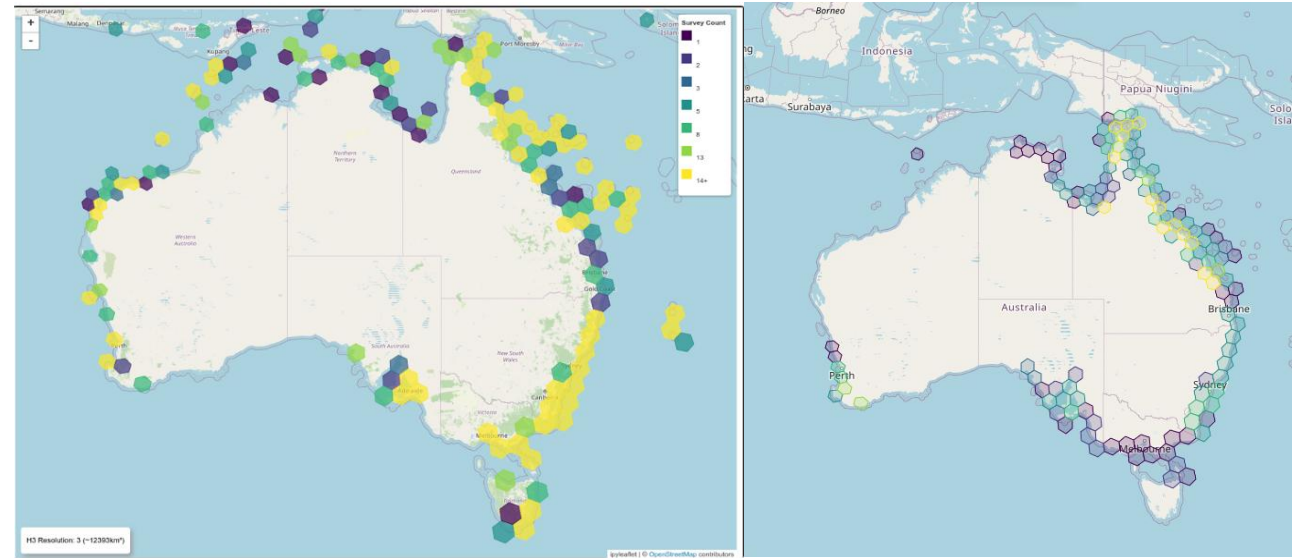 Semarang
Malang
Leste
Kupang
+
-
Port Moresby
Survey Count
1
2
3
5
8
13
14+
Northern
Territory
Queensland
Western
Australia
Brisbane
South Australia
New South
Wales
Canberra
Victoria
Melbourne
H3 Resolution: 3 (~12393km²)
ipyleaflet | © OpenStreetMap contributors
Borneo
Indonesia
Surabaya
Papua Niugini
Australia
Brisbane
Perth
Sydney
Melbourne